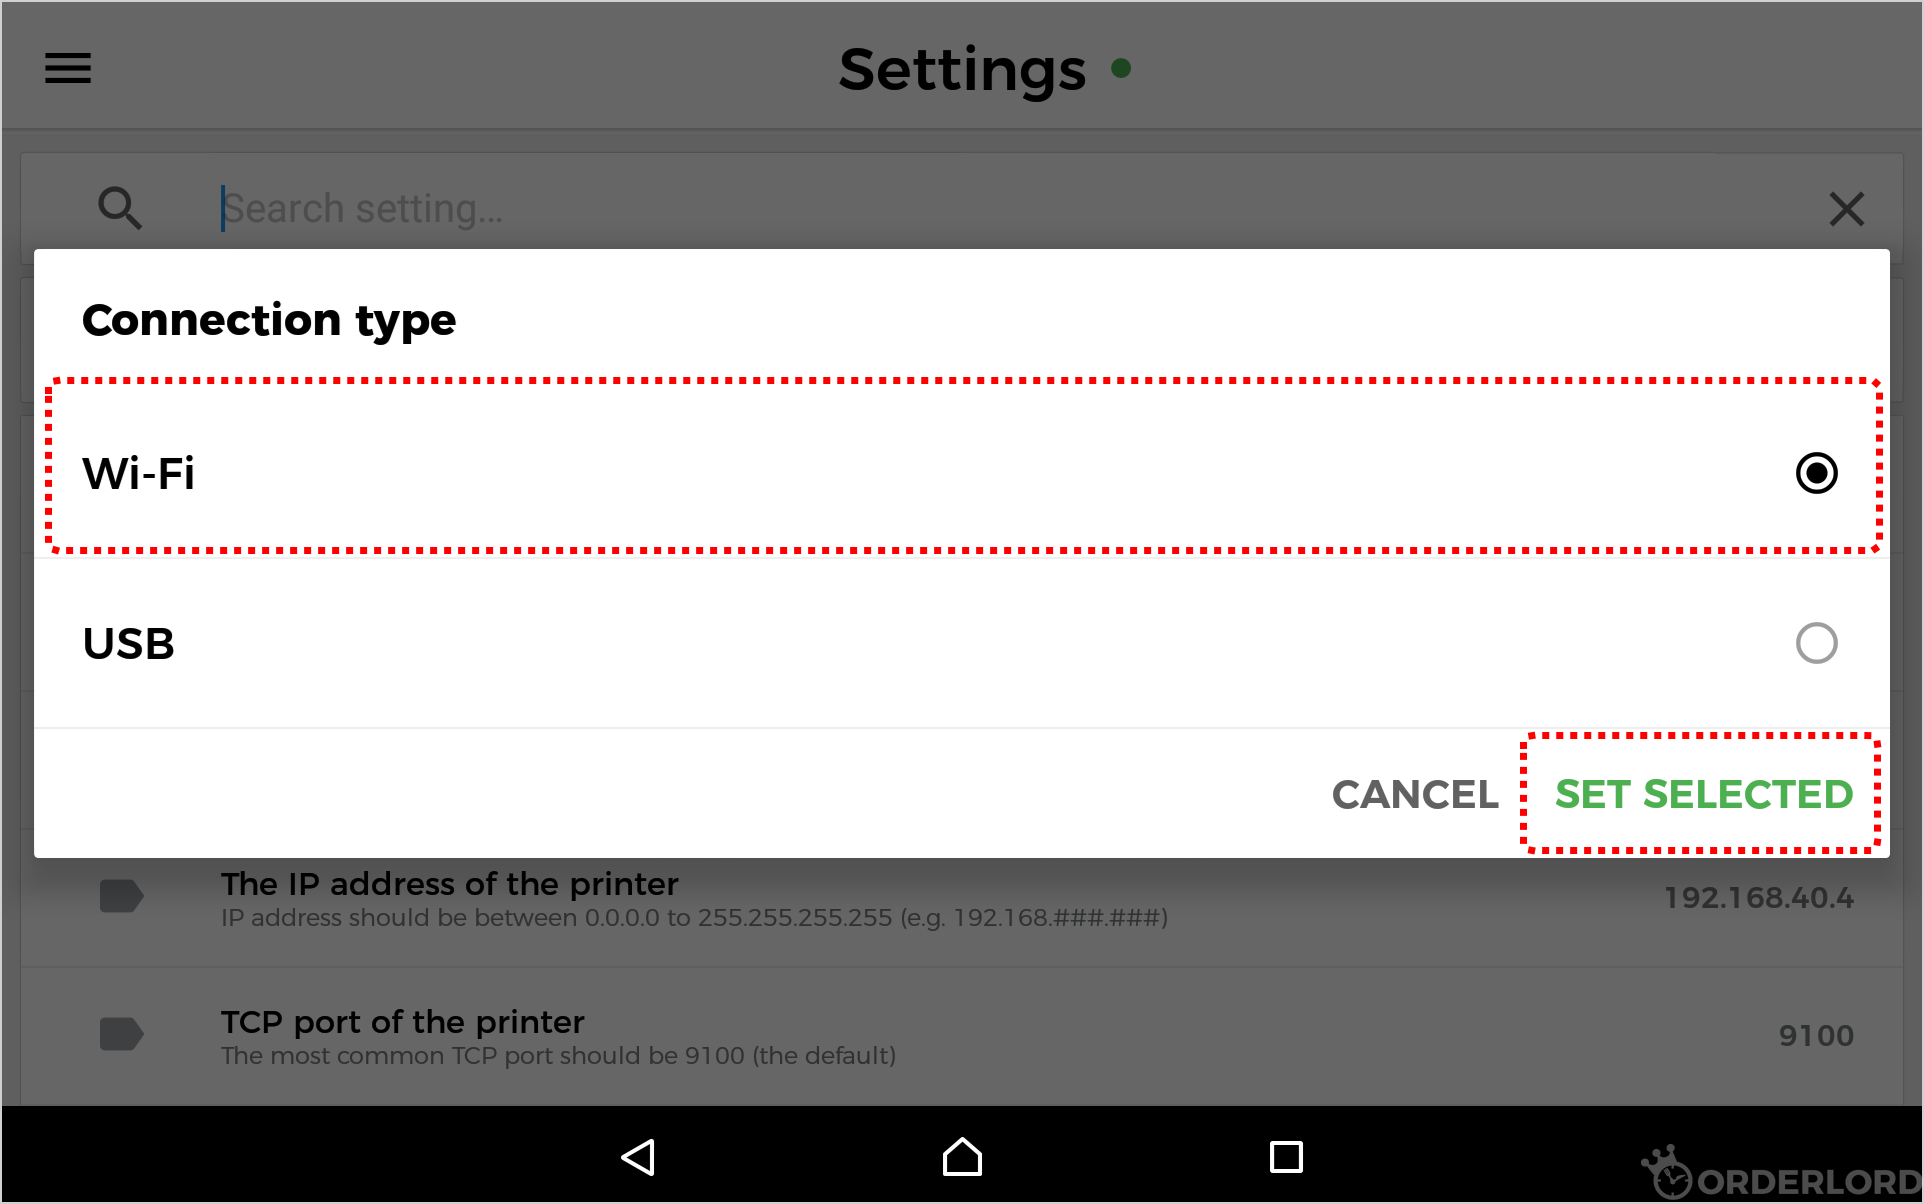 Settings
Search setting...
Connection type
Wi-Fi
USB
CANCEL SET SELECTED
The IP address of the printer
192.168.40.4
IP address should be between 0.0.0.0 to 255.255.255.255 (e.g. 192.168.###.###)
TCP port of the printer
9100
The most common TCP port should be 9100 (the default)
ORDERLORD